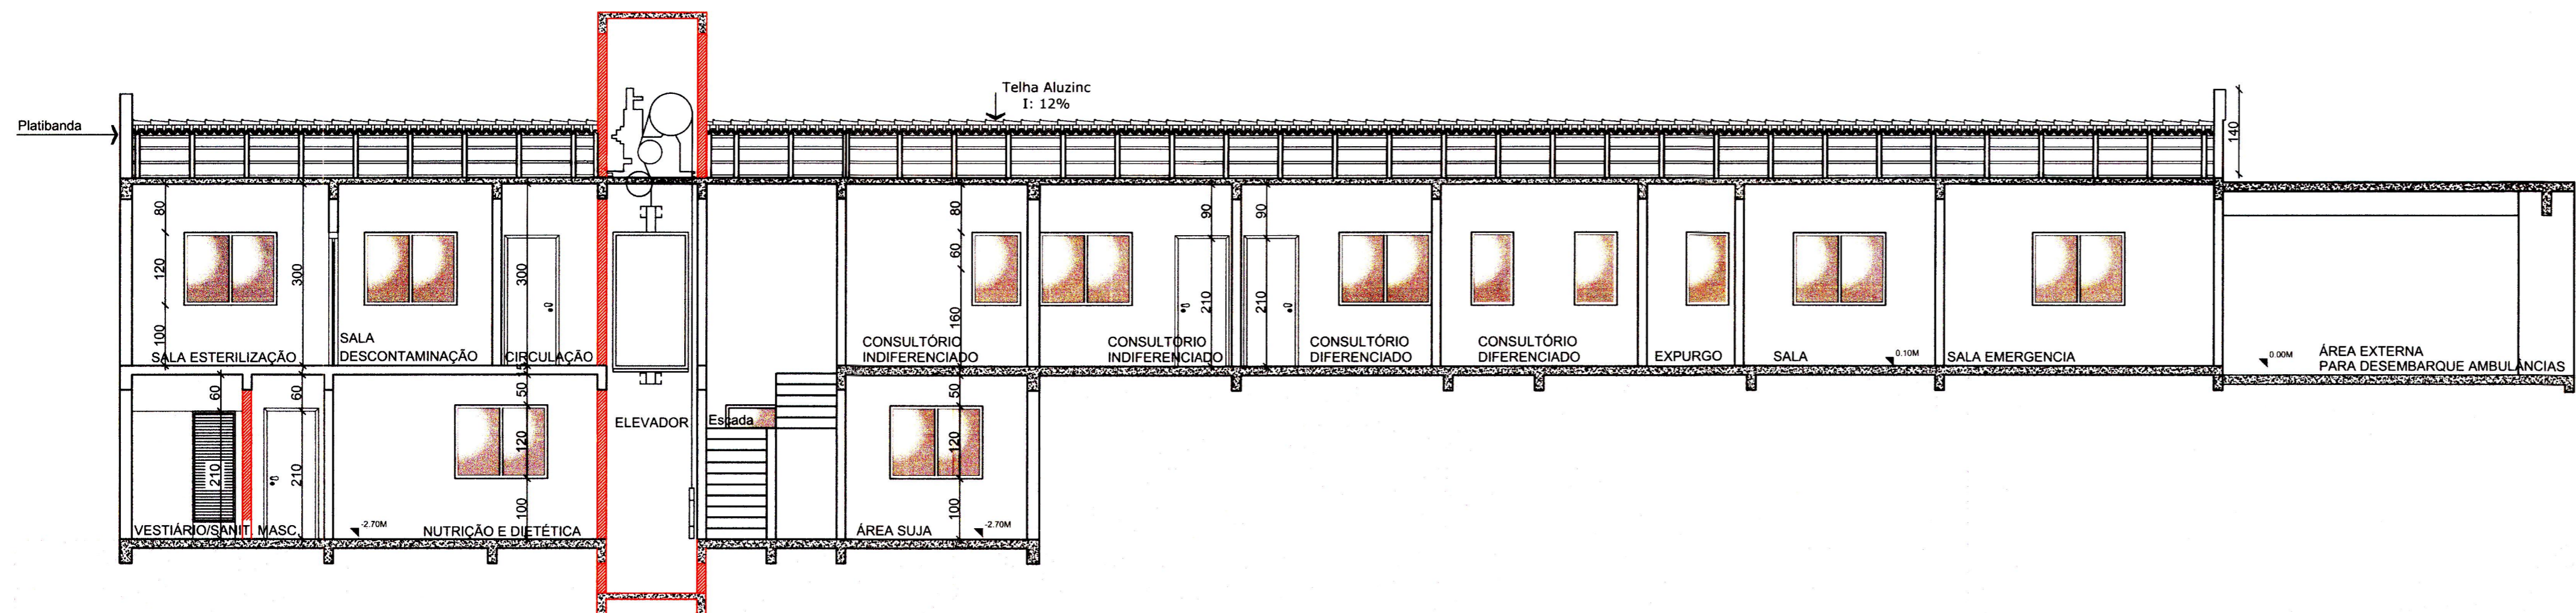 Telha Aluzinc
I: 12%
Platibanda
140
80
120
100
300
300
15
80
60
160
90
210
90
210
SALA ESTERILIZAÇÃO
SALA
DESCONTAMINAÇÃO
CIRCULAÇÃO
CONSULTÓRIO
INDIFERENCIADO
CONSULTÓRIO
INDIFERENCIADO
CONSULTÓRIO
DIFERENCIADO
CONSULTÓRIO
DIFERENCIADO
EXPURGO
SALA
0.10M
SALA EMERGENCIA
0.00M
ÁREA EXTERNA
PARA DESEMBARQUE AMBULÂNCIAS
60
210
60
210
50
120
100
ELEVADOR
Escada
50
120
100
VESTIÁRIO/SANIT. MASC.
-2.70M
NUTRIÇÃO E DIETÉTICA
ÁREA SUJA
-2.70M